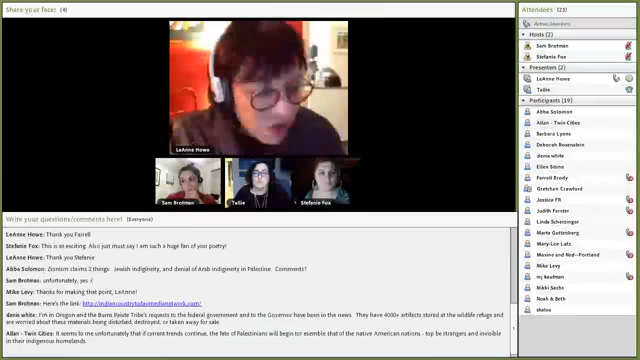 Share your face! (4)
LeAnne Howe
Sam Brotman
Tallie
Stefanie Fox
Write your questions/comments here! (Everyone)
LeAnne Howe: Thank you Farrell
Stefanie Fox: This is so exciting. Also just must say I am such a huge fan of your poetry!
LeAnne Howe: Thank you Stefanie
Abba Solomon: Zionism claims 2 things Jewish indigineity, and denial of Arab indigineity in Palestine. Comments?
Sam Brotman: unfortunately, yes :(
Mike Levy: Thanks for making that point, LeAnne!
Sam Brotman: Here's the link: http://indiancountrytodaymedianetwork.com/
denis white: I'm in Oregon and the Burns Paiute Tribe's requests to the federal government and to the Governor have been in the news. They have 4000+ artifacts stored at the wildlife refuge and
are worried about these materials being disturbed, destroyed, or taken away for sale.
Allan - Twin Cities: It seems to me unfortunately that if current trends continue, the fate of Palestinians will begin tor esemble that of the native American nations - top be strangers and invisible
in their indigenous homelands.
Attendees (23)
Active Speakers
Hosts (2)
Sam Brotman
Stefanie Fox
Presenters (2)
LeAnne Howe
Tallie
Participants (19)
Abba Solomon
Allan - Twin Cities
Barbara Lyons
Deborah Rosenstein
denis white
Ellen Stone
Farrell Brody
Gretchen Crawford
Jessica FR
Judith Ferster
Linda Scherzinger
Maria Guttenberg
Mary-Lee Lutz
Maxine and Ned--Portland
Mike Levy
mj kaufman
Nikki Sachs
Noah & Beth